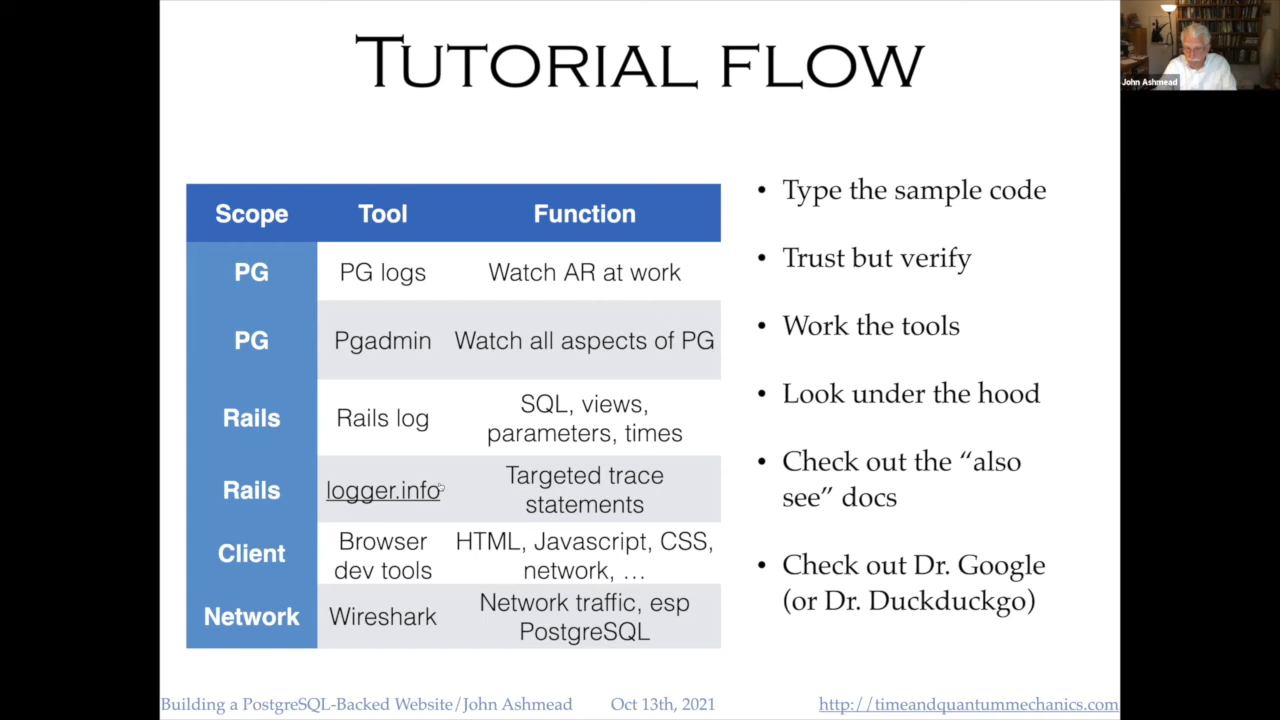 TUTORIAL FLOW
John Ashmead
Scope Tool Function
PG PG logs Watch AR at work
PG Pgadmin Watch all aspects of PG
Rails Rails log SQL, views,
parameters, times
Rails logger.info Targeted trace
statements
Client Browser
dev tools HTML, Javascript, CSS,
network, …
Network Wireshark Network traffic, esp
PostgreSQL
• Type the sample code
• Trust but verify
• Work the tools
• Look under the hood
• Check out the “also
see” docs
• Check out Dr. Google
(or Dr. Duckduckgo)
Building a PostgreSQL-Backed Website/John Ashmead Oct 13th, 2021 http://timeandquantummechanics.com